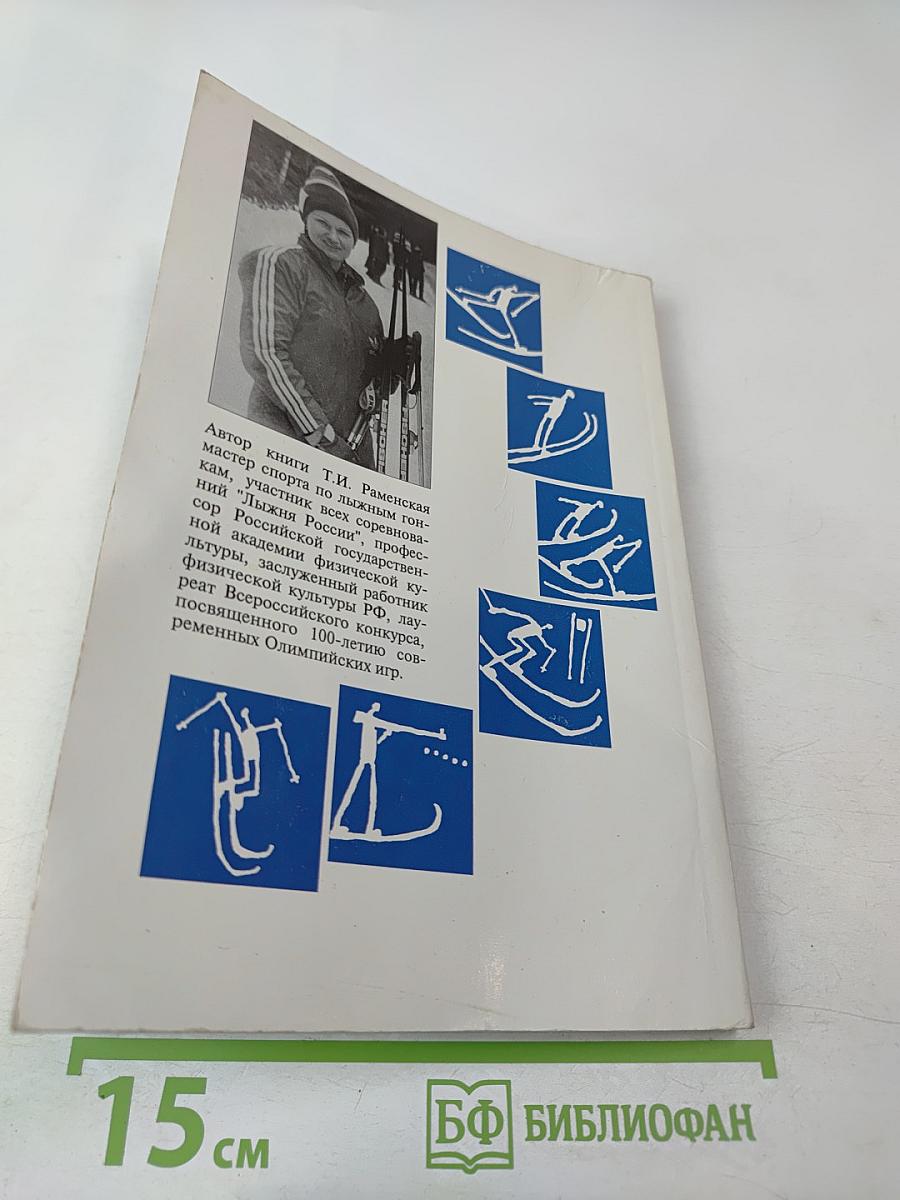 Автор книги Т.И. Раменская
мастер спорта по лыжным гон-
кам, участник всех соревнова-
ний "Лыжня России", профес-
сор Российской государствен-
ной академии физической ку-
льтуры, заслуженный работник
физической культуры РФ, лау-
реат Всероссийского конкурса,
посвященного 100-летию сов-
ременных Олимпийских игр.
15 см
БФ БИБЛИОФАН